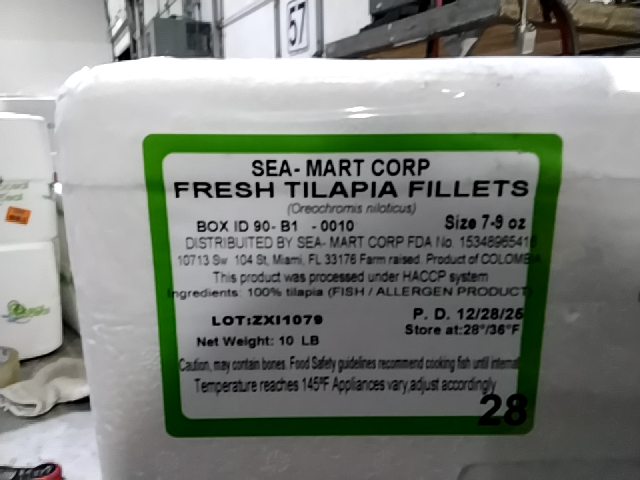 57
SEA- MART CORP
FRESH TILAPIA FILLETS
(Oreochromis niloticus)
BOX ID 90- B1 - 0010 Size 7-9 oz
DISTRIBUITED BY SEA- MART CORP FDA No. 15348965416
10713 Sw 104 St, Miami, FL 33176 Farm raised. Product of COLOMBIA
This product was processed under HACCP system
Ingredients: 100% tilapia (FISH / ALLERGEN PRODUCT)
LOT:ZXI1079 P. D. 12/28/25
Store at:28°/36°F
Net Weight: 10 LB
Caution, may contain bones. Food Safety guidelines recommend cooking fish until internal
Temperature reaches 145ºF Appliances vary,adjust accordingly
28